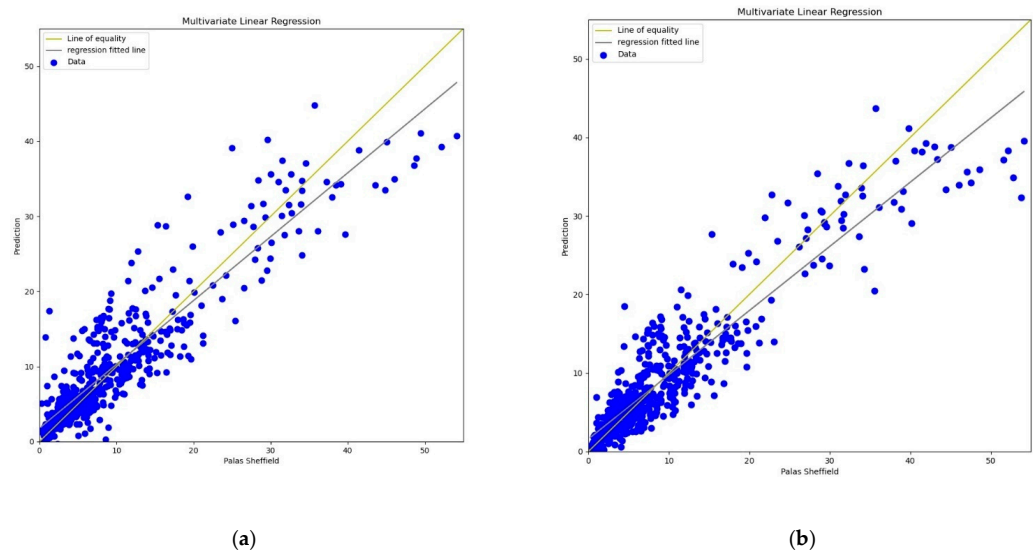 Multivariate Linear Regression
Line of equality
regression fitted line
Data
50
40
30
20
10
0
Prediction
0 10 20 30 40 50
Palas Sheffield
(a)
Multivariate Linear Regression
Line of equality
regression fitted line
Data
50
40
30
20
10
0
Prediction
0 10 20 30 40 50
Palas Sheffield
(b)